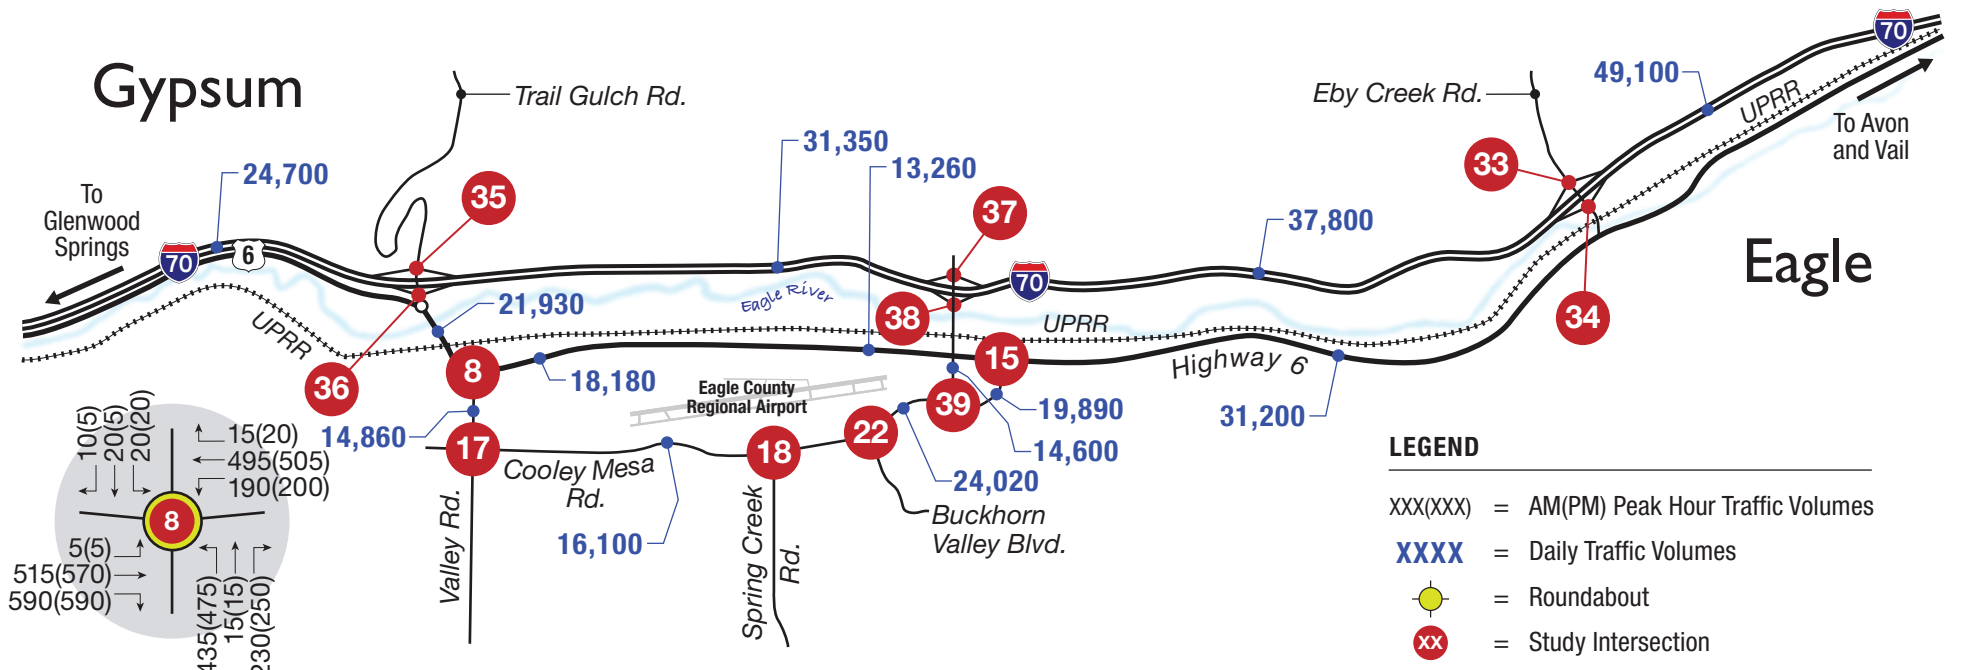 Gypsum
Trail Gulch Rd.
Eby Creek Rd.
49,100
70
UPRR
To Avon
and Vail
31,350
13,260
33
24,700
To
Glenwood
Springs
35
37
37,800
70
6
Eagle
70
Eagle River
21,930
38
UPRR
34
UPRR
36
8
15
Highway 6
18,180
Eagle County
Regional Airport
39
19,890
31,200
14,860
17
18
22
14,600
24,020
Cooley Mesa
Rd.
16,100
Valley Rd.
Spring Creek
Rd.
Buckhorn
Valley Blvd.
10(5)
20(5)
20(20)
15(20)
495(505)
190(200)
8
5(5)
515(570)
590(590)
435(475)
15(15)
230(250)
LEGEND
XXX(XXX) = AM(PM) Peak Hour Traffic Volumes
XXXX = Daily Traffic Volumes
= Roundabout
XX = Study Intersection